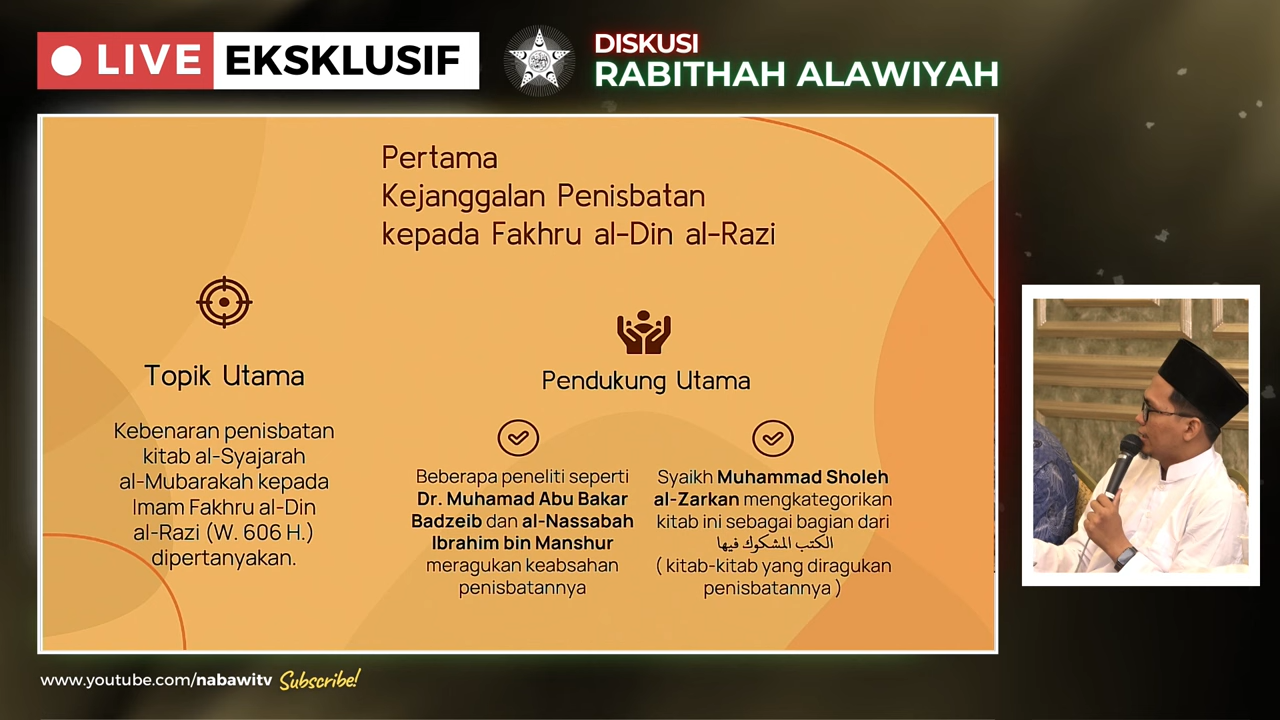 LIVE EKSKLUSIF
DISKUSI
RABITHAH ALAWIYAH
Pertama
Kejanggalan Penisbatan
kepada Fakhru al-Din al-Razi
Topik Utama
Kebenaran penisbatan
kitab al-Syajarah
al-Mubarakah kepada
Imam Fakhru al-Din
al-Razi (W. 606 H.)
dipertanyakan.
Pendukung Utama
Beberapa peneliti seperti
Dr. Muhamad Abu Bakar
Badzeib dan al-Nassabah
Ibrahim bin Manshur
meragukan keabsahan
penisbatannya
Syaikh Muhammad Sholeh
al-Zarkan mengkategorikan
kitab ini sebagai bagian dari
الكتب المشكوك فيها
( kitab-kitab yang diragukan
penisbatannya )
www.youtube.com/nabawitv Subscribe!